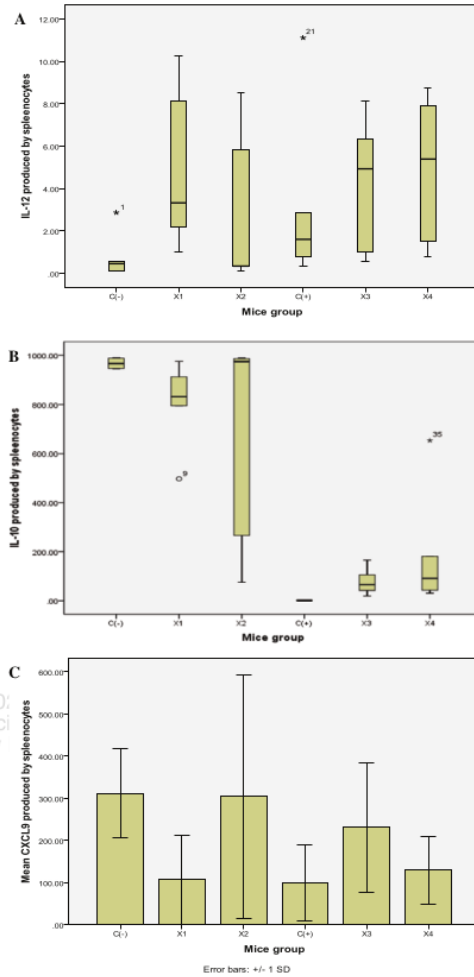 A
IL-12 produced by spleenocytes
12.00
10.00
8.00
6.00
4.00
2.00
.00
*1
*21
C(-) X1 X2 C(+) X3 X4
Mice group
B
IL-10 produced by spleenocytes
1000.00
800.00
600.00
400.00
200.00
.00
9
*35
C(-) X1 X2 C(+) X3 X4
Mice group
C
Mean CXCL9 produced by spleenocytes
600.00
500.00
400.00
300.00
200.00
100.00
.00
C(-) X1 X2 C(+) X3 X4
Mice group
Error bars: +/- 1 SD